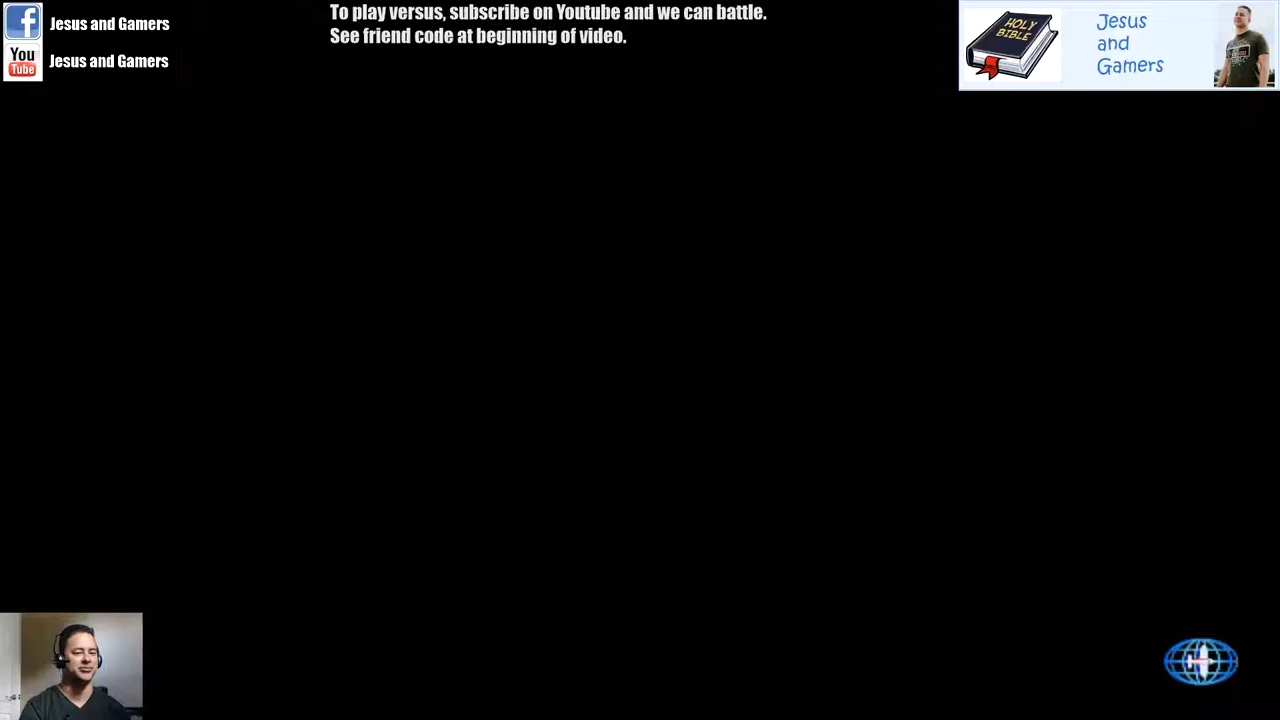 Jesus and Gamers
You
Tube
Jesus and Gamers
To play versus, subscribe on Youtube and we can battle.
See friend code at beginning of video.
HOLY
BIBLE
Jesus
and
Gamers